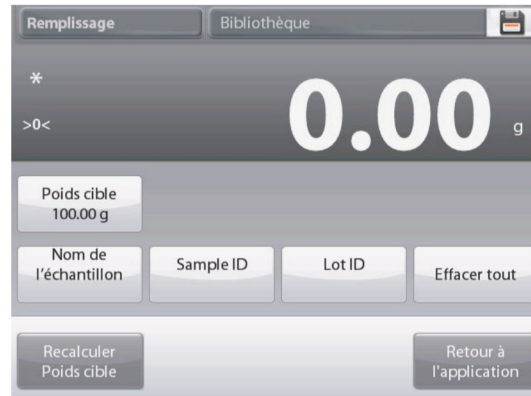 Remplissage Bibliothèque
*
>0< 0.00 g
Poids cible
100.00 g
Nom de
l'échantillon
Sample ID
Lot ID
Effacer tout
Recalculer
Poids cible
Retour à
l'application